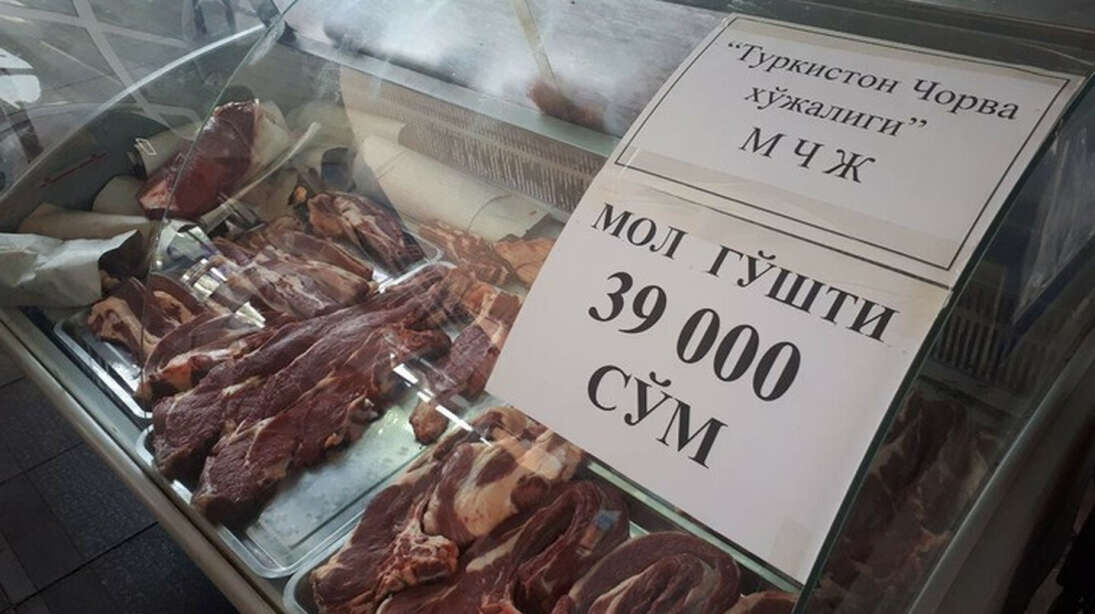 “Туркистон Чорва
хўжалиги”
М Ч Ж
МОЛ ГЎШТИ
39 000
СЎМ